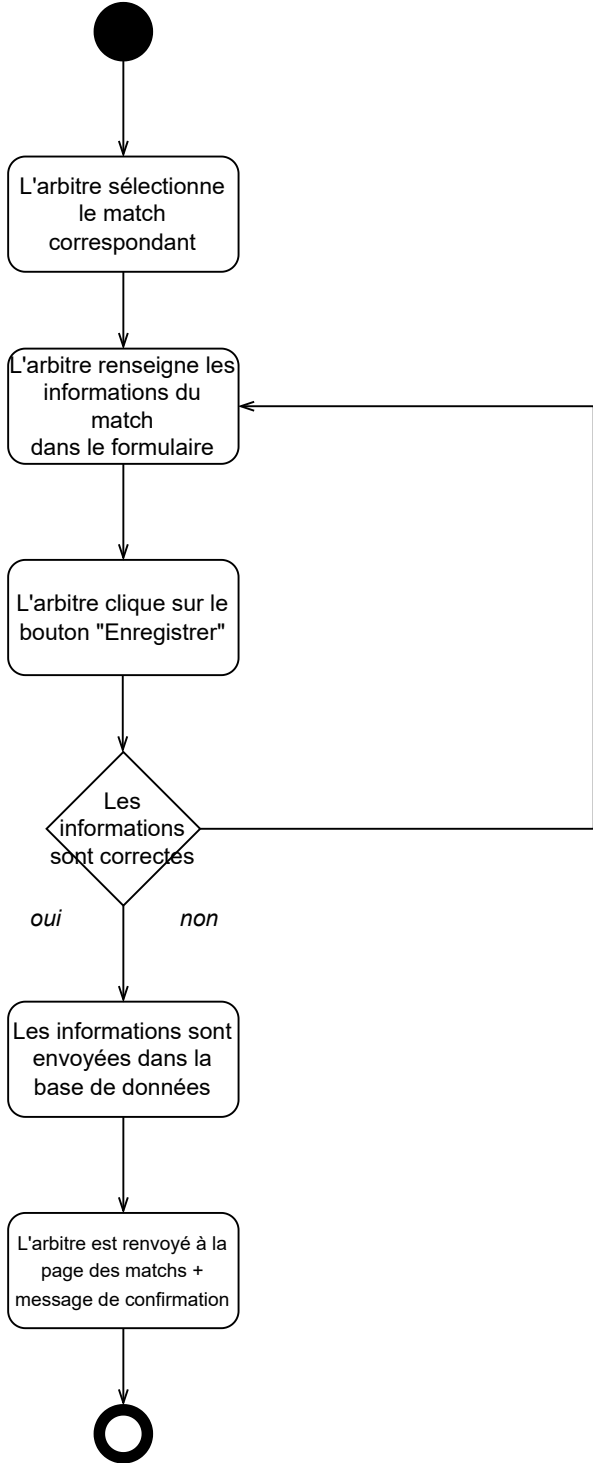 L'arbitre sélectionne
le match
correspondant
L'arbitre renseigne les
informations du
match
dans le formulaire
L'arbitre clique sur le
bouton "Enregistrer"
Les
informations
sont correctes
oui
non
Les informations sont
envoyées dans la
base de données
L'arbitre est renvoyé à la
page des matchs +
message de confirmation